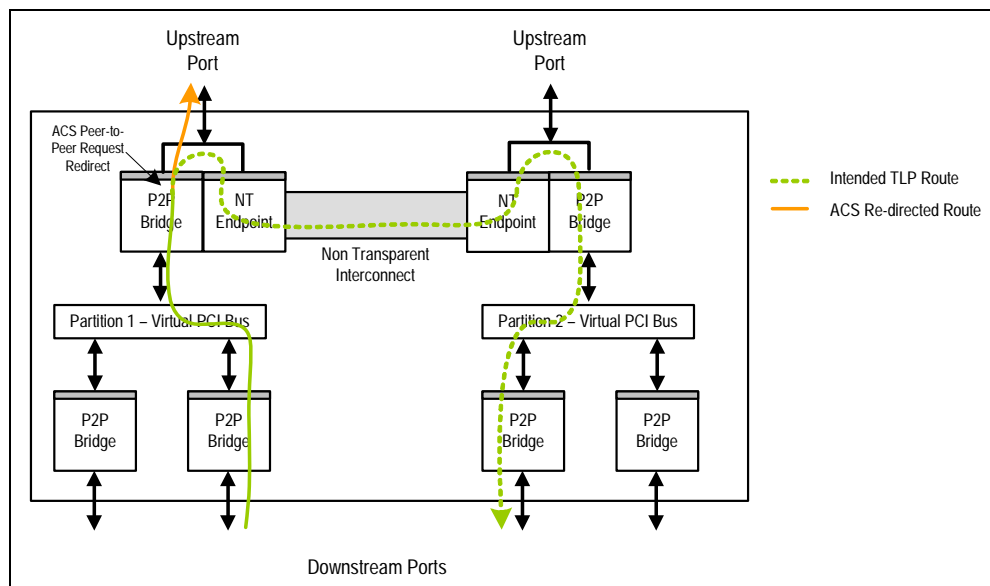 Upstream
Port
Upstream
Port
ACS Peer-to-
Peer Request
Redirect
P2P
Bridge
NT
Endpoint
NT
Endpoint
P2P
Bridge
Non Transparent
Interconnect
Intended TLP Route
ACS Re-directed Route
Partition 1 – Virtual PCI Bus
Partition 2 – Virtual PCI Bus
P2P
Bridge
P2P
Bridge
P2P
Bridge
P2P
Bridge
Downstream Ports